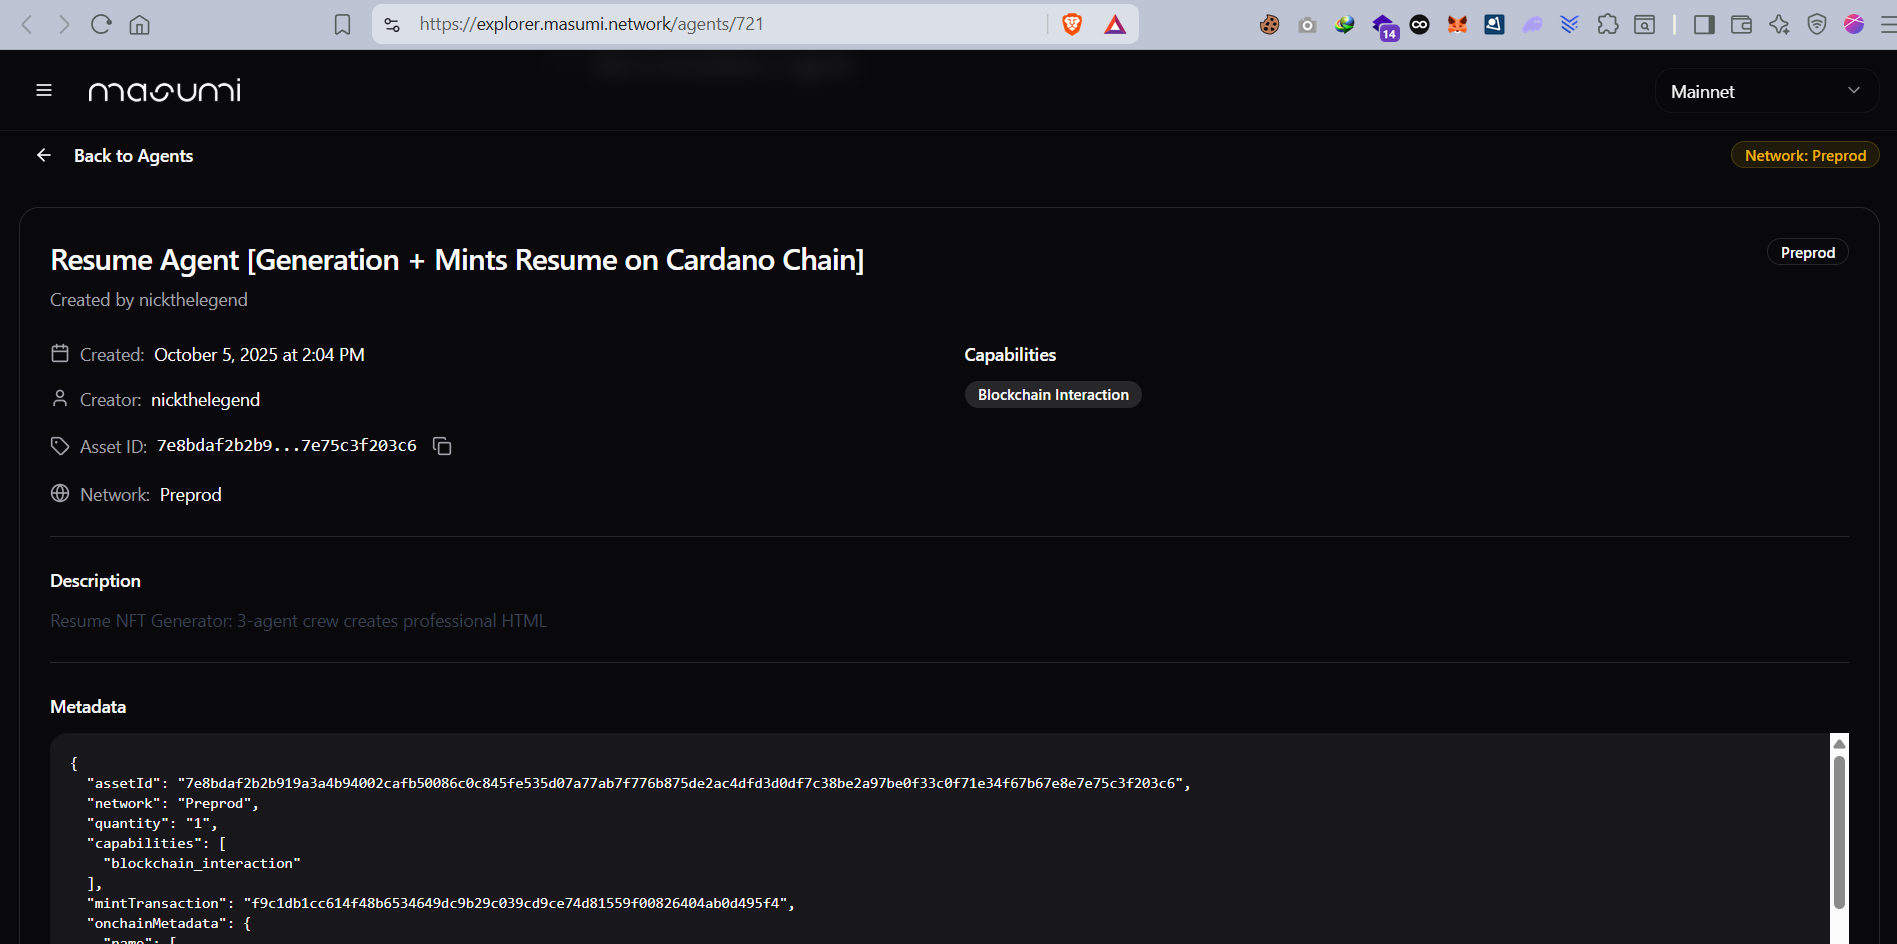 https://explorer.masumi.network/agents/721
14
masumi
Mainnet
Back to Agents
Network: Preprod
Resume Agent [Generation + Mints Resume on Cardano Chain]
Preprod
Created by nickthelegend
Created: October 5, 2025 at 2:04 PM
Capabilities
Creator: nickthelegend
Blockchain Interaction
Asset ID: 7e8bdaf2b2b9...7e75c3f203c6
Network: Preprod
Description
Resume NFT Generator: 3-agent crew creates professional HTML
Metadata
{
"assetId": "7e8bdaf2b2b919a3a4b94002cafb50086c0c845fe535d07a77ab7f776b875de2ac4dfd3d0df7c38be2a97be0f33c0f71e34f67b67e8e7e75c3f203c6",
"network": "Preprod",
"quantity": "1",
"capabilities": [
"blockchain_interaction"
],
"mintTransaction": "f9c1db1cc614f48b6534649dc9b29c039cd9ce74d81559f00826404ab0d495f4",
"onchainMetadata": {
"name": [